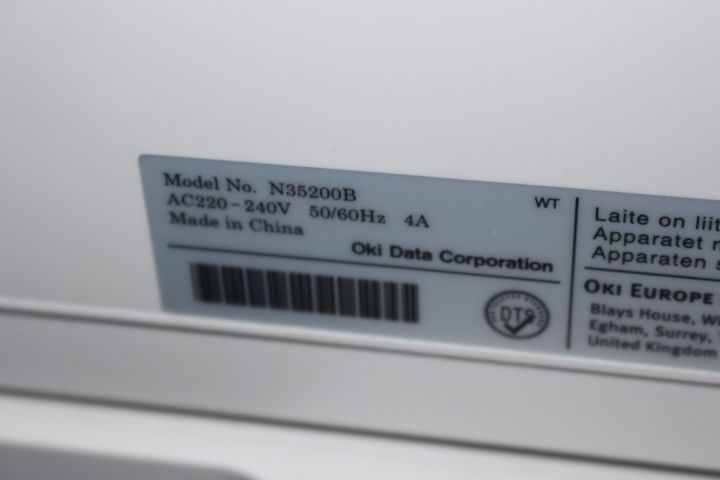 Model No. N35200B
WT
AC220-240V 50/60Hz 4A
Made in China
Oki Data Corporation
DTS
Laite on
Apparatet
Apparaten
OKI EUROPE
Blays House,
Egham, Surrey,
United Kingdom